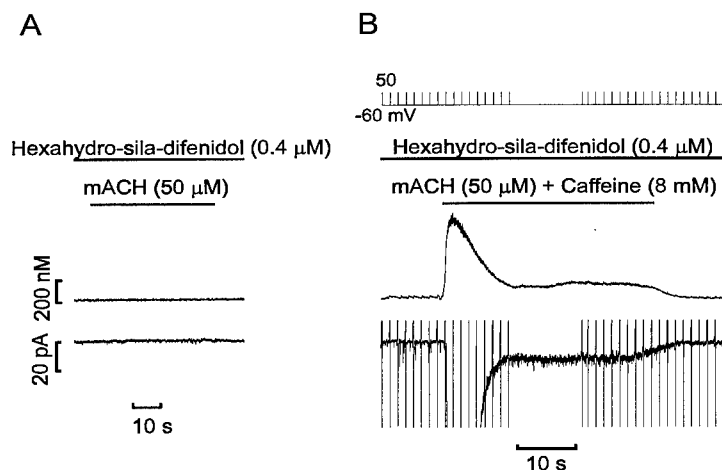 A
B
50
-60 mV
Hexahydro-sila-difenidol (0.4 μM)
Hexahydro-sila-difenidol (0.4 μM)
mACH (50 μM)
mACH (50 μM) + Caffeine (8 mM)
200 nM
20 pA
10 s
10 s